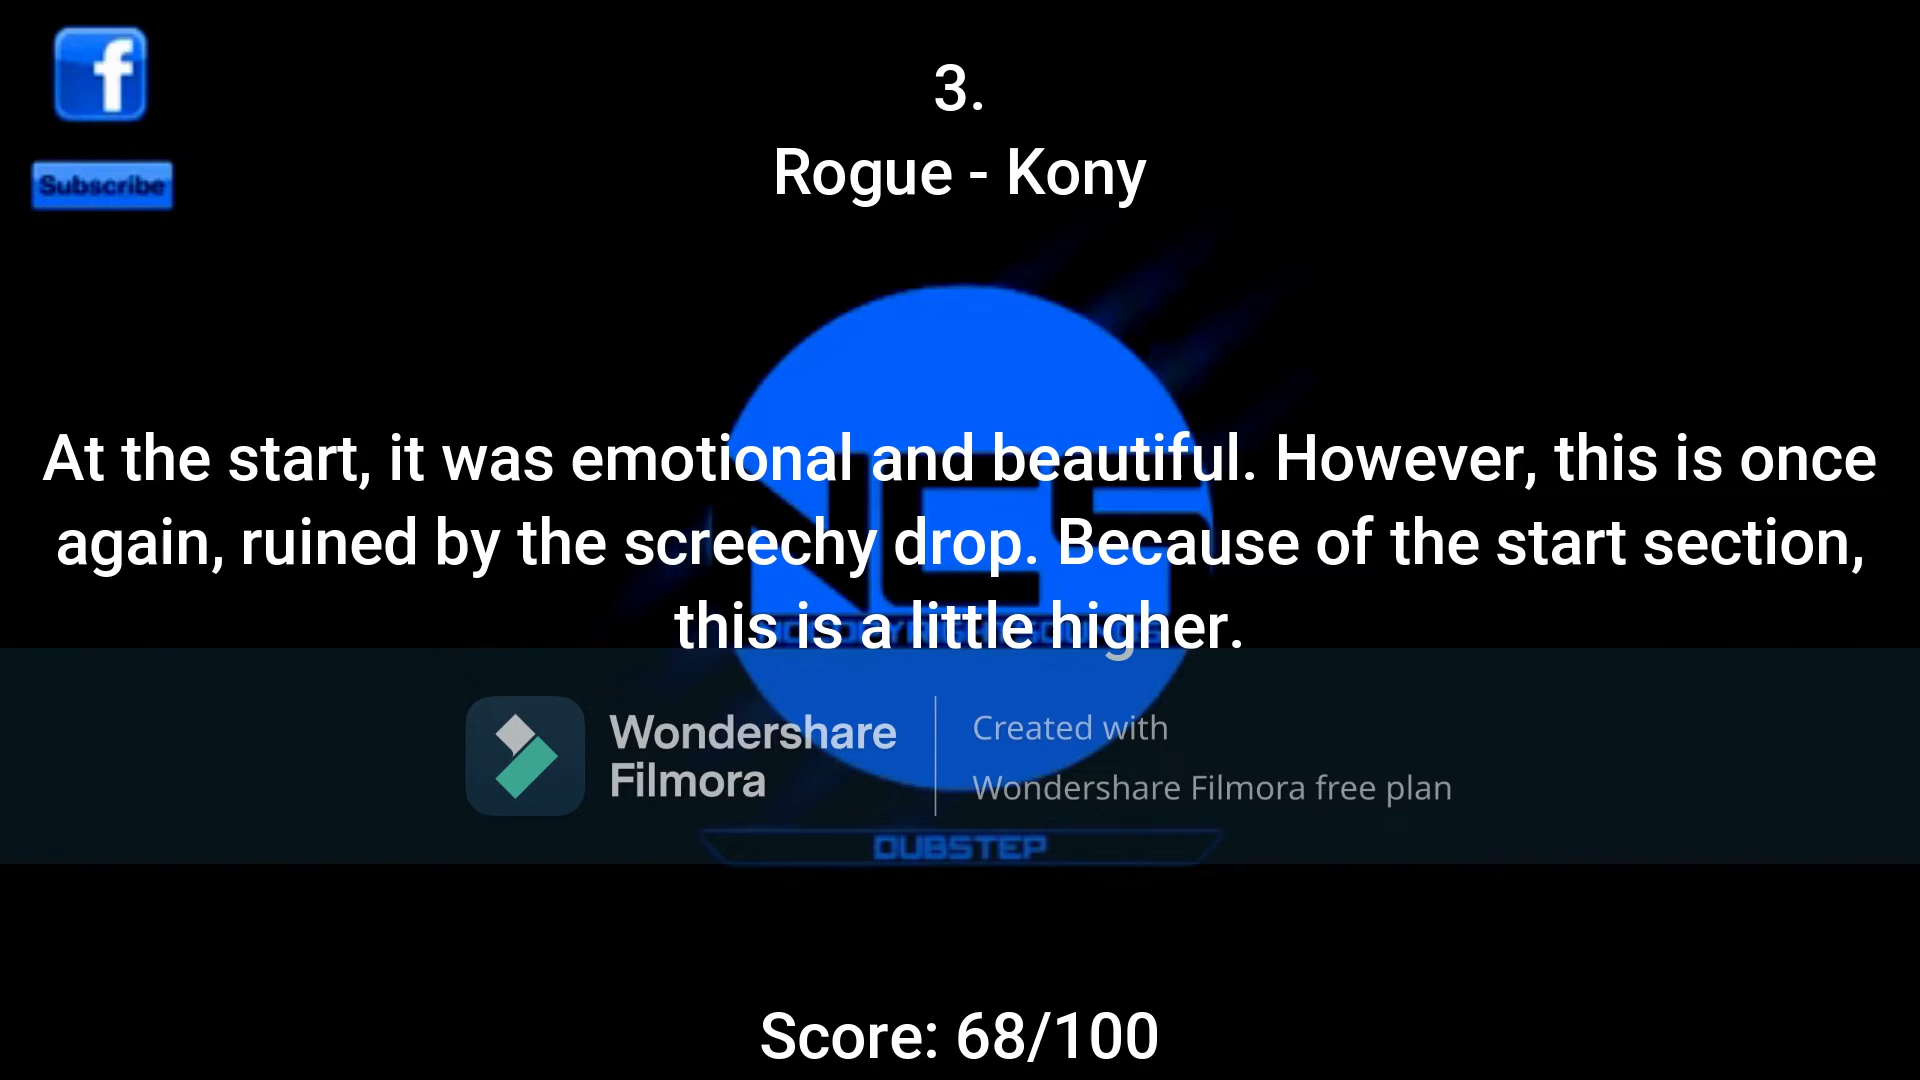 3.
Rogue - Kony
Subscribe
At the start, it was emotional and beautiful. However, this is once
again, ruined by the screechy drop. Because of the start section,
this is a little higher.
NCS
Wondershare
Filmora
Created with
Wondershare Filmora free plan
DUBSTEP
Score: 68/100